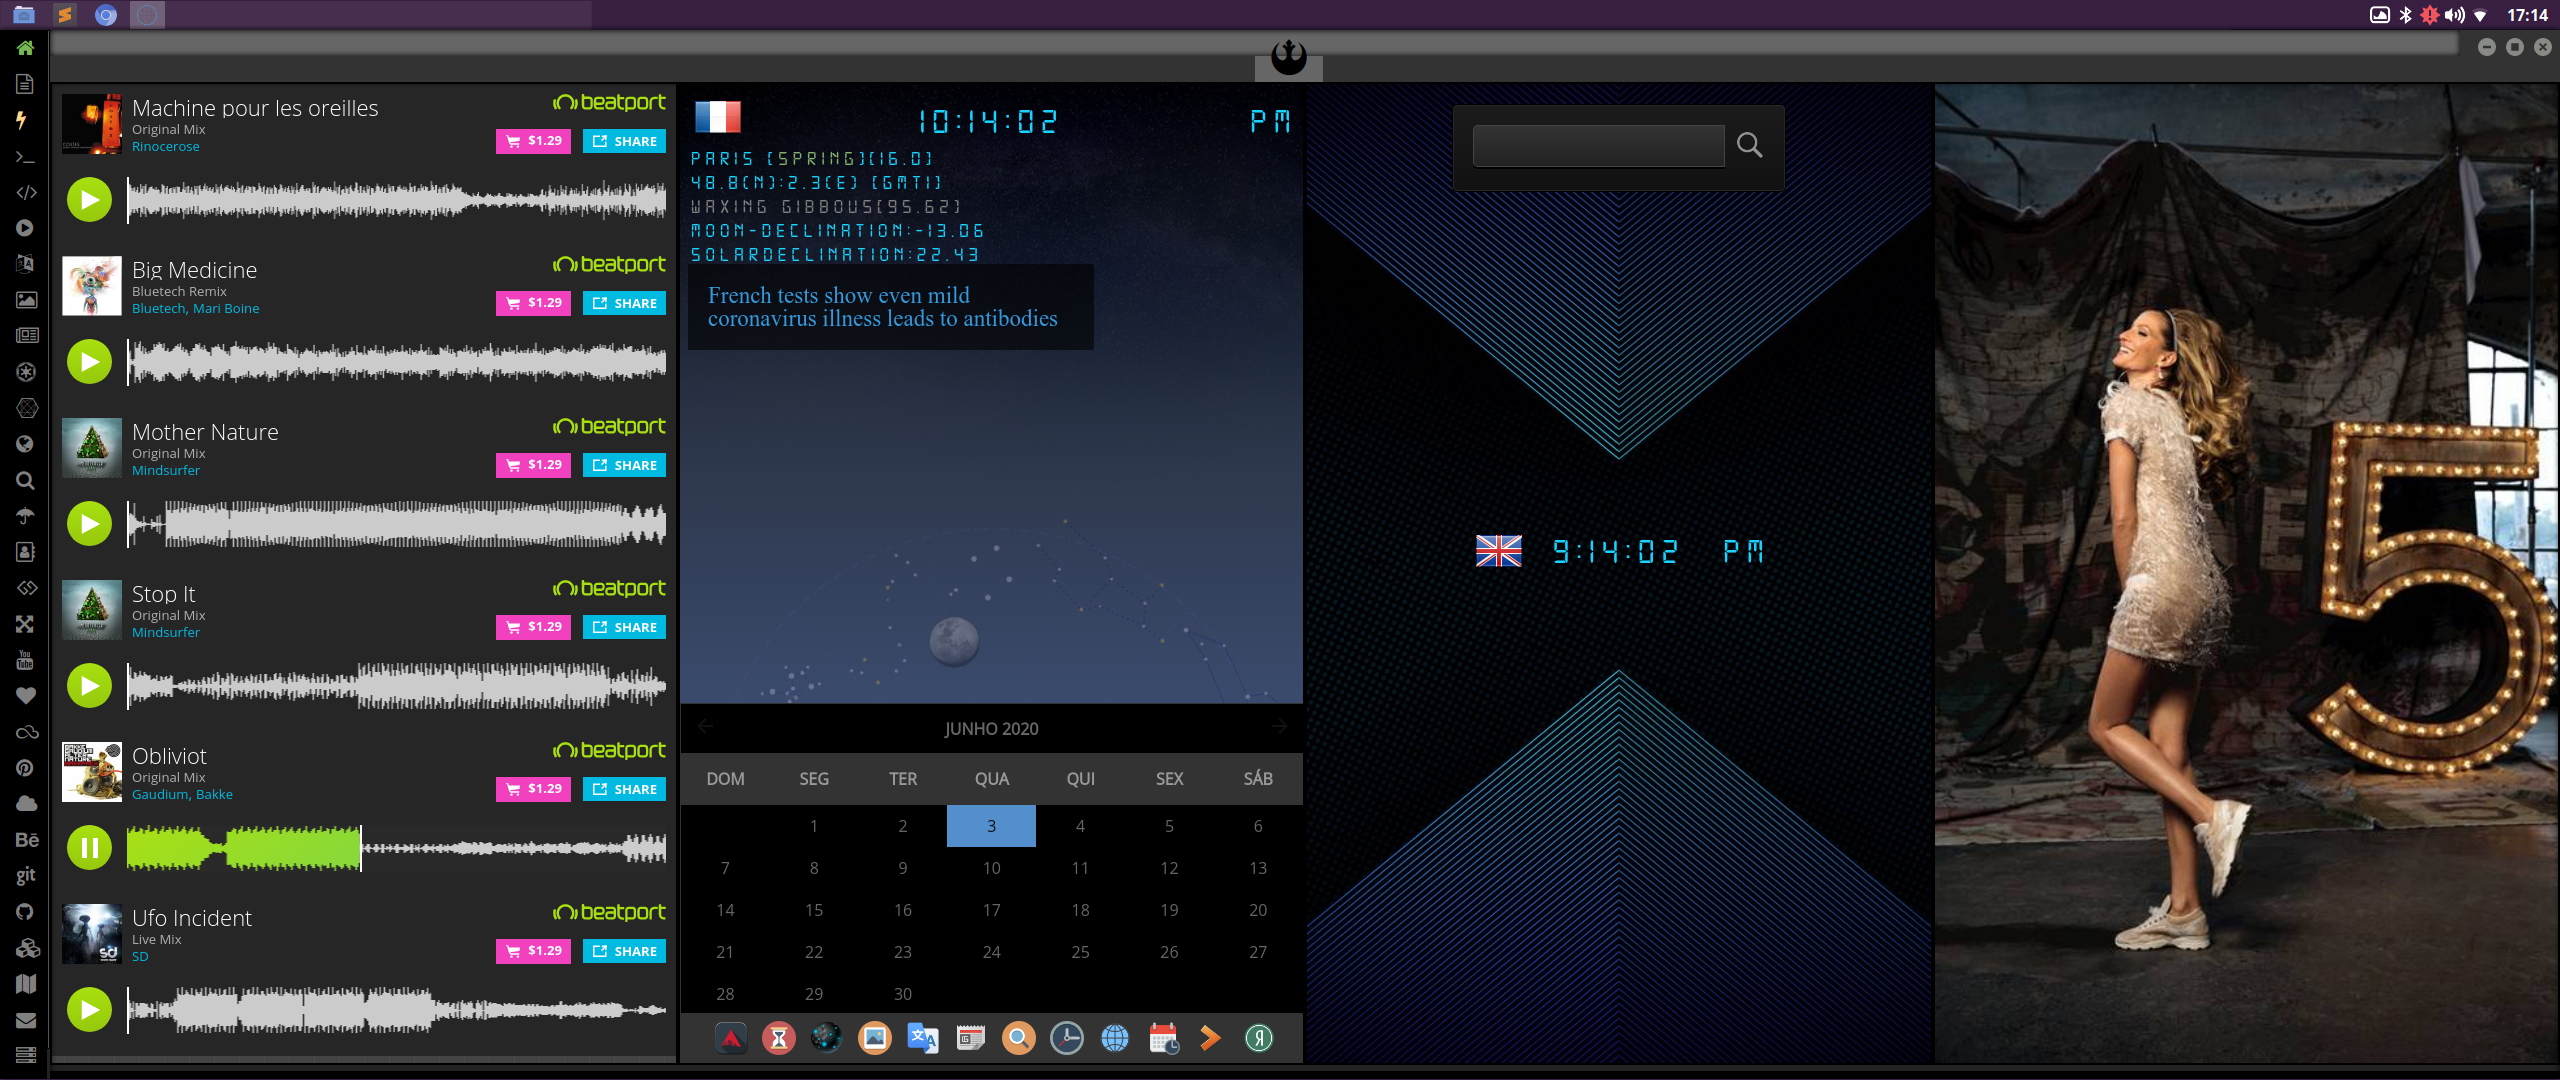 17:14
Machine pour les oreilles
beatport
Original Mix
Rinocerose
$1.29
SHARE
Big Medicine
beatport
Bluetech Remix
Bluetech, Mari Boine
$1.29
SHARE
Mother Nature
beatport
Original Mix
Mindsurfer
$1.29
SHARE
Stop It
beatport
Original Mix
Mindsurfer
$1.29
SHARE
Obliviot
beatport
Original Mix
Gaudium, Bakke
$1.29
SHARE
Ufo Incident
beatport
Live Mix
SD
$1.29
SHARE
You
Tube
Bē
git
10:14:02 PM
PARIS [SPRING][16.0]
48.8(N):2.3(E) [GMT1]
WAXING GIBBOUS[95.62]
MOON-DECLINATION:-13.06
SOLARDECLINATION:22.43
French tests show even mild
coronavirus illness leads to antibodies
JUNHO 2020
DOM SEG TER QUA QUI SEX SÁB
1 2 3 4 5 6
7 8 9 10 11 12 13
14 15 16 17 18 19 20
21 22 23 24 25 26 27
28 29 30
9:14:02 PM
5